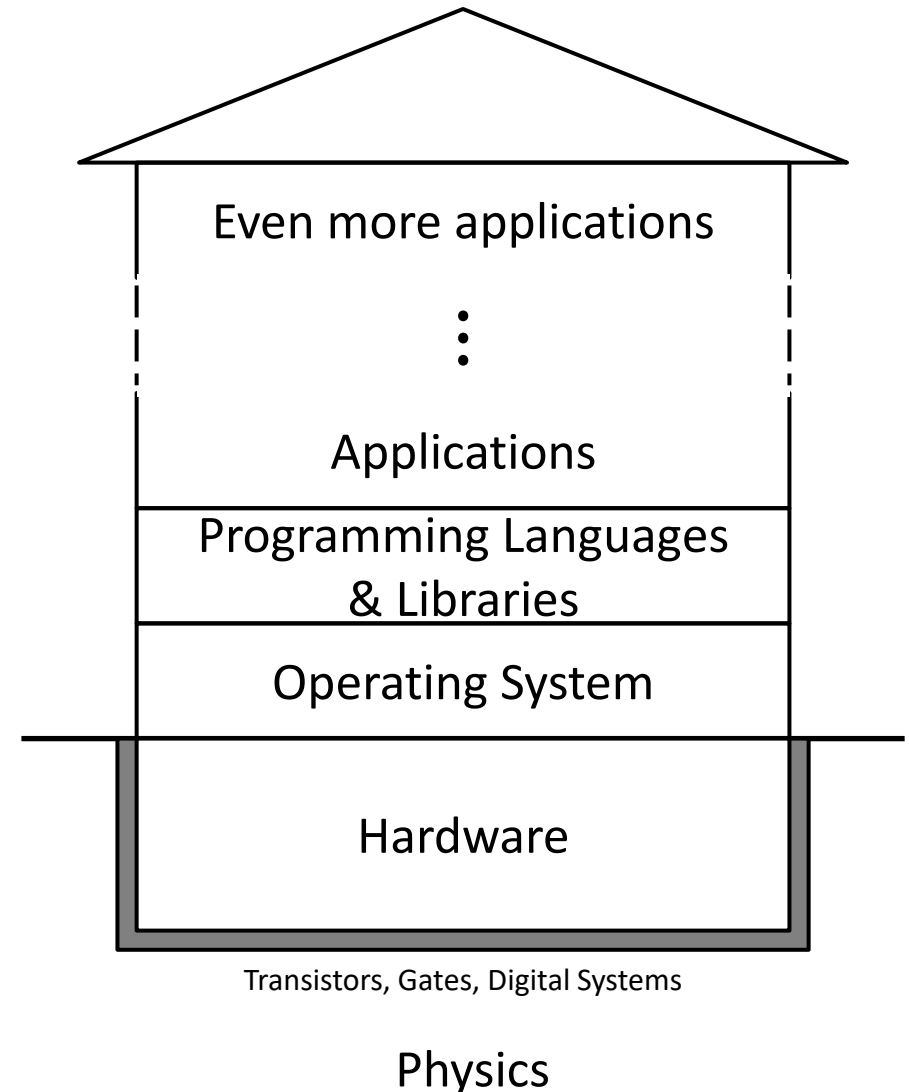 Even more applications
⋮
Applications
Programming Languages
& Libraries
Operating System
Hardware
Transistors, Gates, Digital Systems
Physics